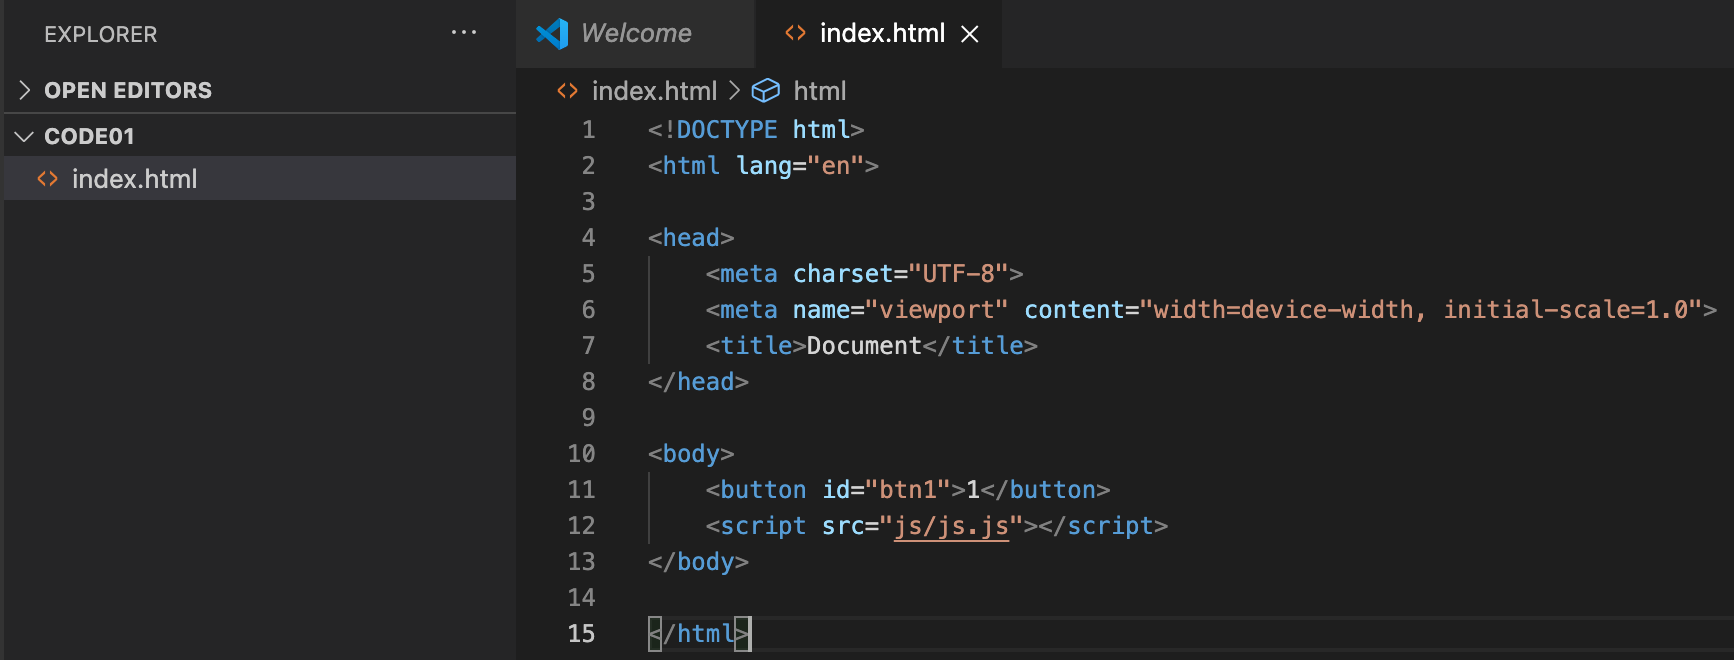 EXPLORER ...
OPEN EDITORS
CODE01
index.html
Welcome
index.html
index.html > html
1 <!DOCTYPE html>
2 <html lang="en">
3
4 <head>
5     <meta charset="UTF-8">
6     <meta name="viewport" content="width=device-width, initial-scale=1.0">
7     <title>Document</title>
8 </head>
9
10 <body>
11     <button id="btn1">1</button>
12     <script src="js/js.js"></script>
13 </body>
14
15 </html>